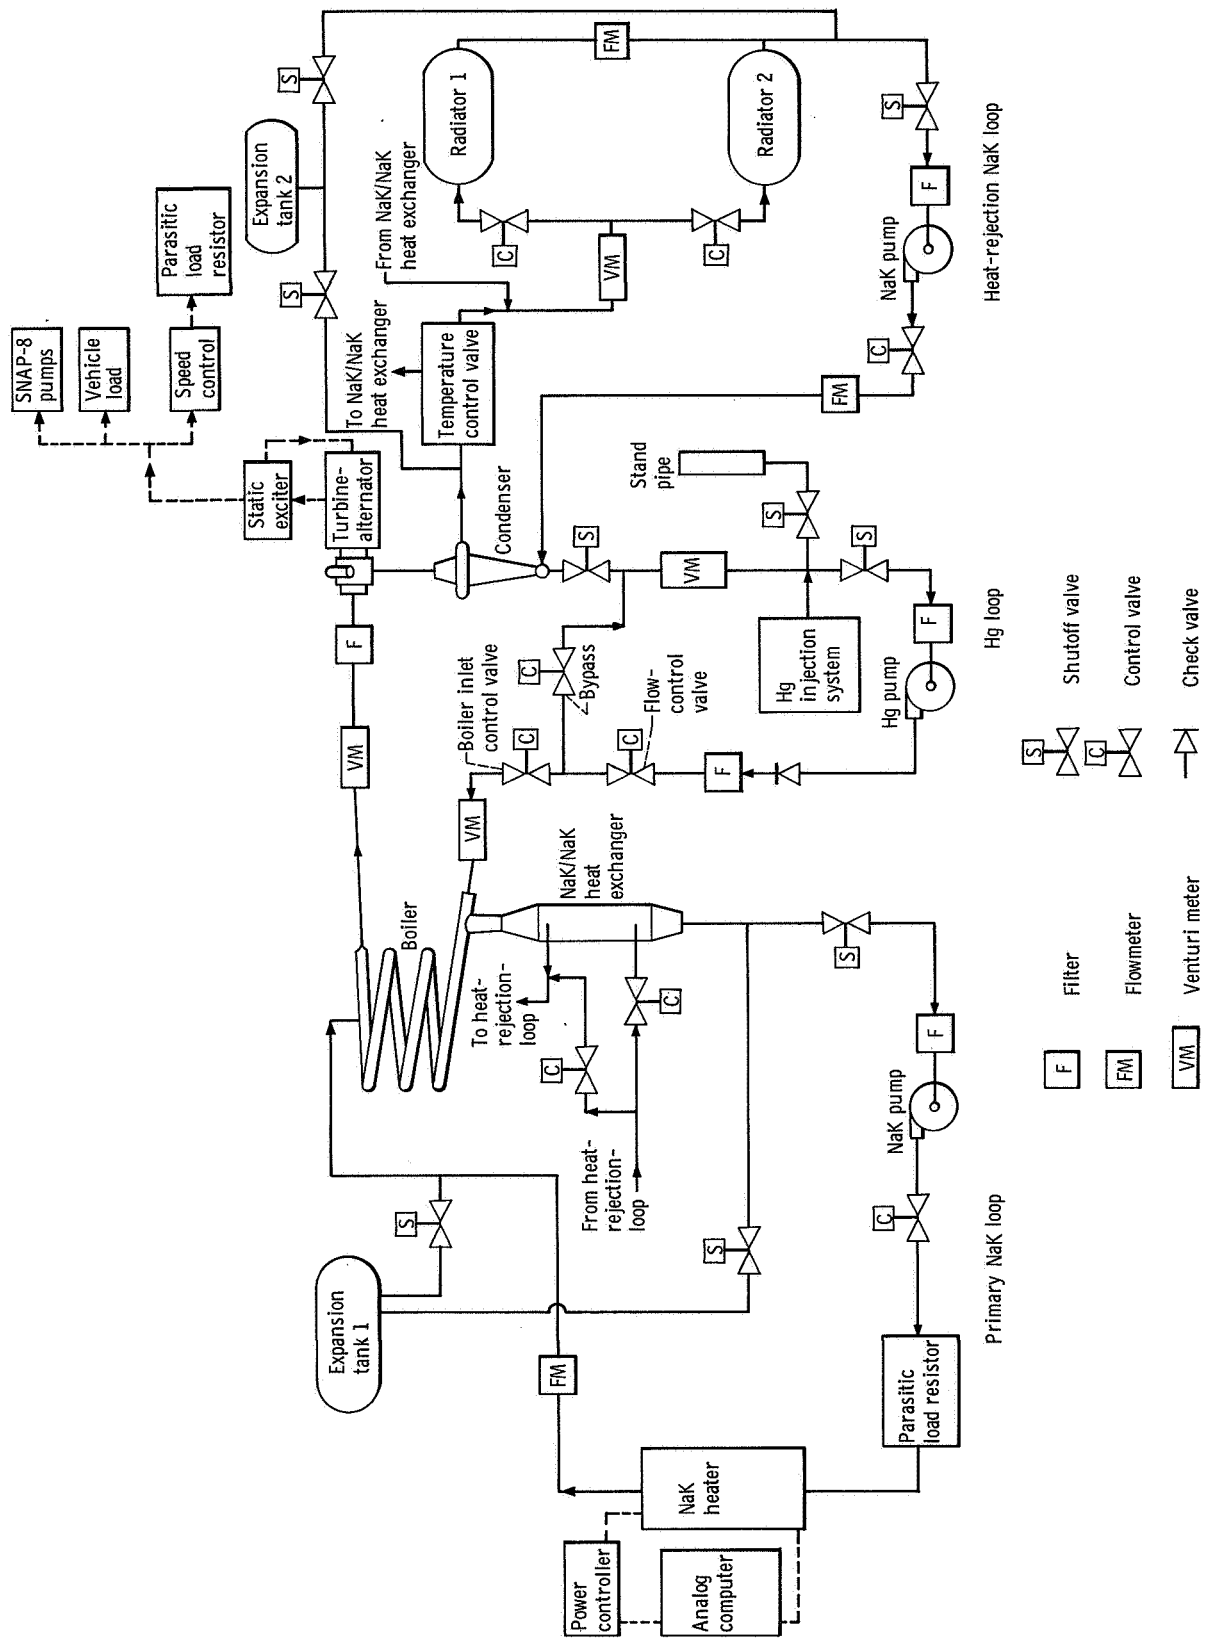 SNAP-8
pumps
Vehicle
load
Speed
control
Parasitic
load
resistor
Static
exciter
Turbine-
alternator
Expansion
tank 2
S
S
To NaK/NaK
heat exchanger
From NaK/NaK
heat exchanger
Temperature
control valve
Radiator 1
FM
Radiator 2
C
VM
C
S
F
NaK pump
C
FM
Heat-rejection NaK loop
Condenser
S
VM
Stand
pipe
S
S
Hg
injection
system
F
Hg pump
Hg loop
F
VM
Boiler inlet
control valve
C
C
Bypass
C
Flow-
control
valve
F
VM
Boiler
NaK/NaK
heat
exchanger
To heat-
rejection-
loop
C
C
From heat-
rejection-
loop
S
F
NaK pump
C
S
S
Expansion
tank 1
FM
Parasitic
load resistor
NaK
heater
Power
controller
Analog
computer
Primary NaK loop
F
Filter
FM
Flowmeter
VM
Venturi meter
S
Shutoff valve
C
Control valve
Check valve